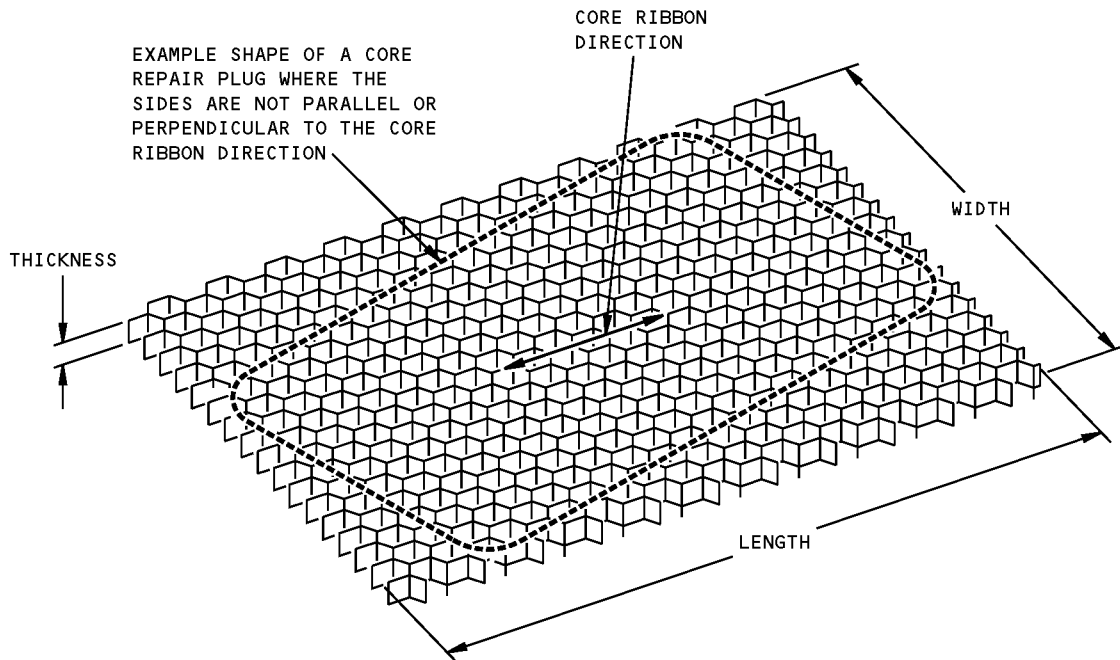 CORE RIBBON
DIRECTION
EXAMPLE SHAPE OF A CORE
REPAIR PLUG WHERE THE
SIDES ARE NOT PARALLEL OR
PERPENDICULAR TO THE CORE
RIBBON DIRECTION
WIDTH
THICKNESS
LENGTH